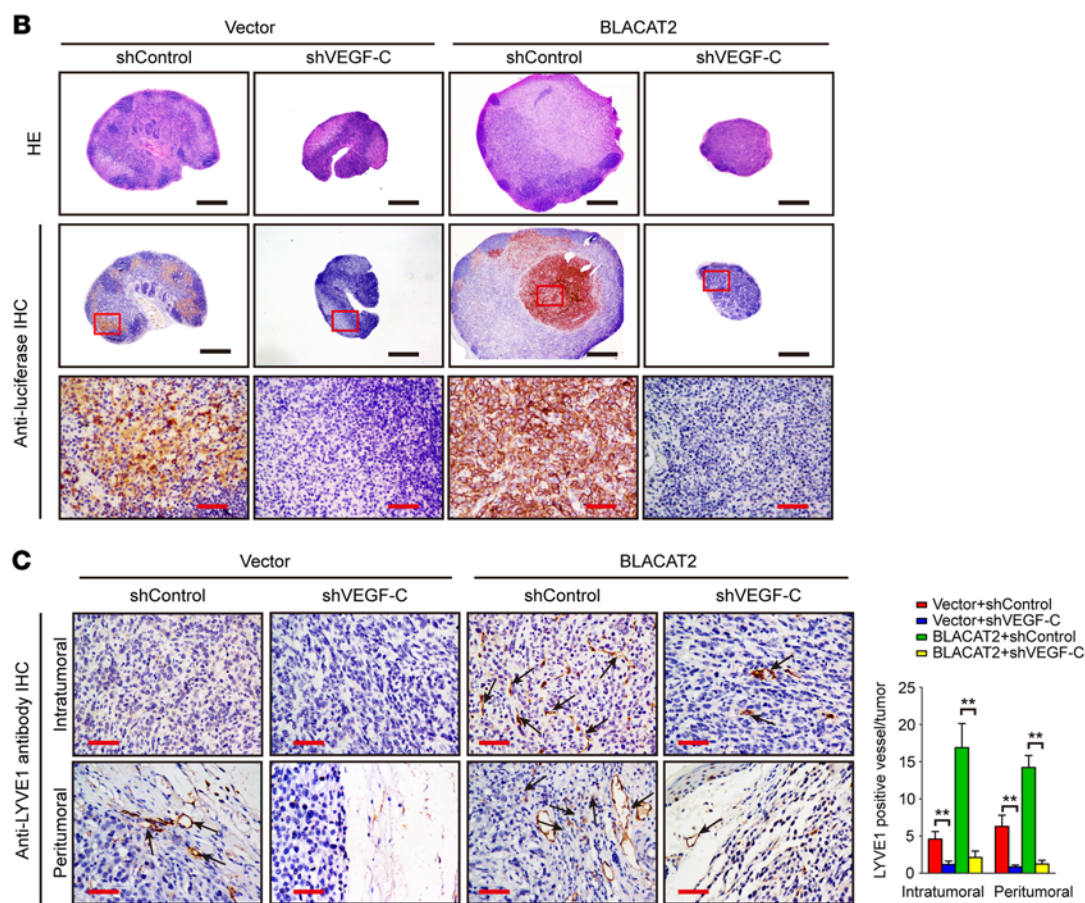 B
Vector BLACAT2
shControl shVEGF-C shControl shVEGF-C
HE
Anti-luciferase IHC
C
Vector BLACAT2
shControl shVEGF-C shControl shVEGF-C
Anti-LYVE1 antibody IHC
Intratumoral
Peritumoral
Vector+shControl
Vector+shVEGF-C
BLACAT2+shControl
BLACAT2+shVEGF-C
LYVE1 positive vessel/tumor
25
20
15
10
5
0
** ** ** **
Intratumoral Peritumoral